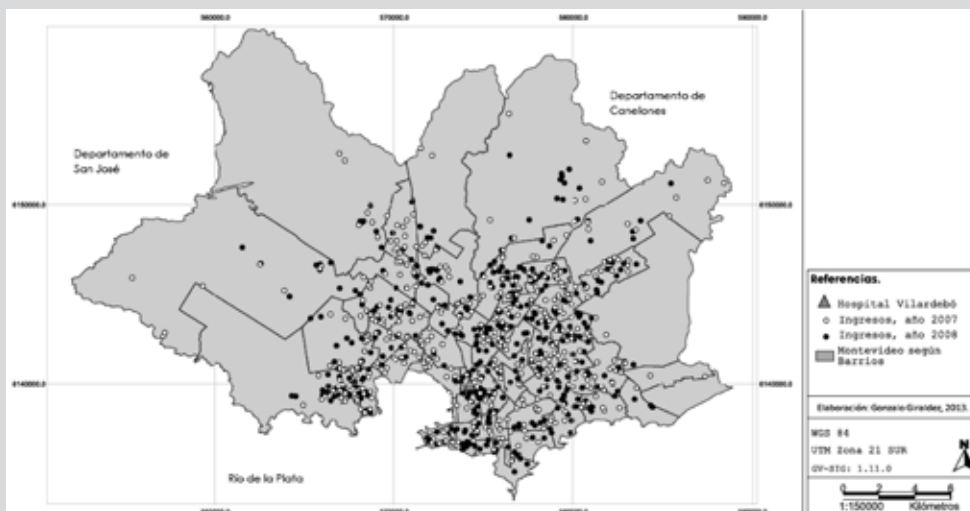 570000.0
Departamento de
Canelones
Departamento de
San José
Río de la Plata
Referencias.
Hospital Vilardebó
Ingresos, año 2007
Ingresos, año 2008
Montevideo según
Barrios
Elaboración: Gonzalo Giraldez, 2013.
WGS 84
UTM Zona 21 SUR
GV-SIG: 1.11.0
N
0 2 4 6
1:150000 Kilómetros